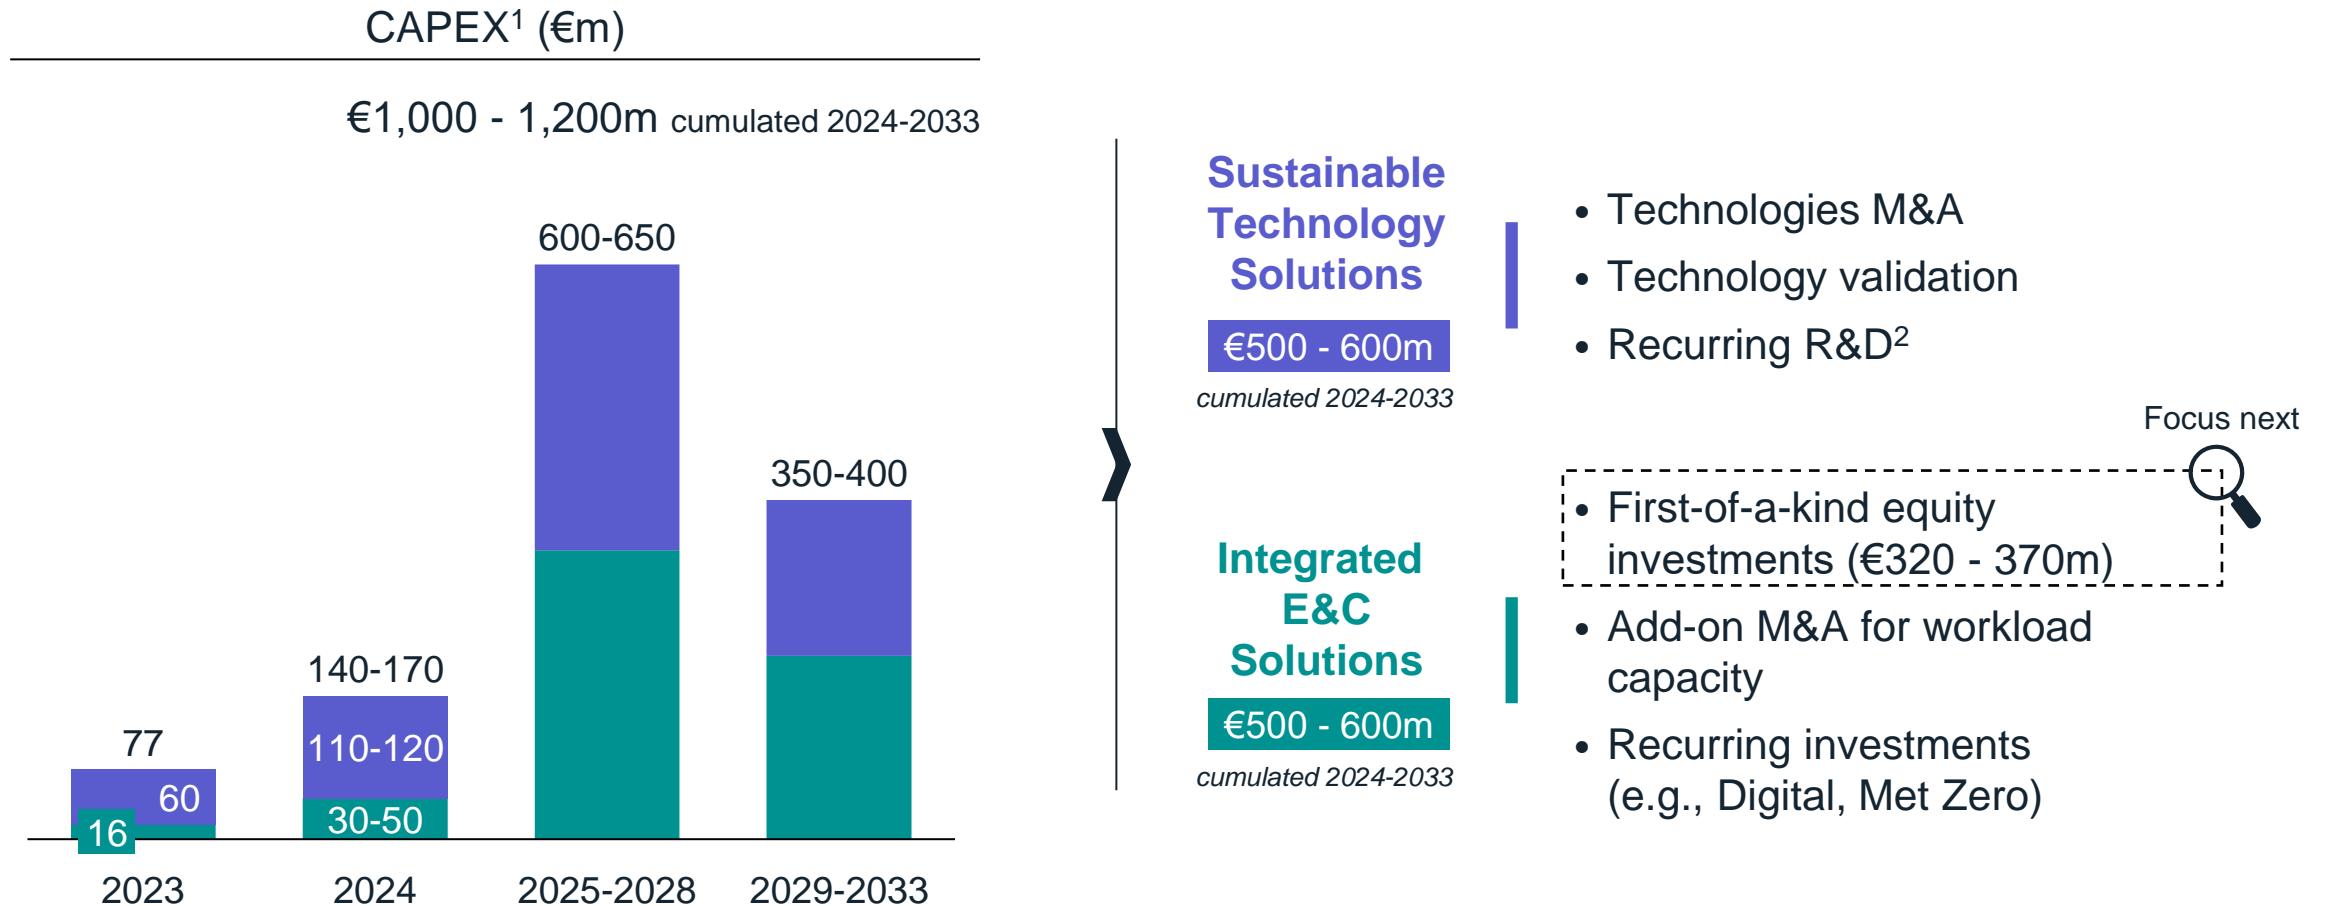 CAPEX¹ (€m)
€1,000 - 1,200m cumulated 2024-2033
600-650
350-400
140-170
110-120
30-50
77
60
16
2023
2024
2025-2028
2029-2033
Sustainable
Technology
Solutions
€500 - 600m
cumulated 2024-2033
• Technologies M&A
• Technology validation
• Recurring R&D²
Focus next
Integrated
E&C
Solutions
€500 - 600m
cumulated 2024-2033
• First-of-a-kind equity
investments (€320 - 370m)
• Add-on M&A for workload
capacity
• Recurring investments
(e.g., Digital, Met Zero)